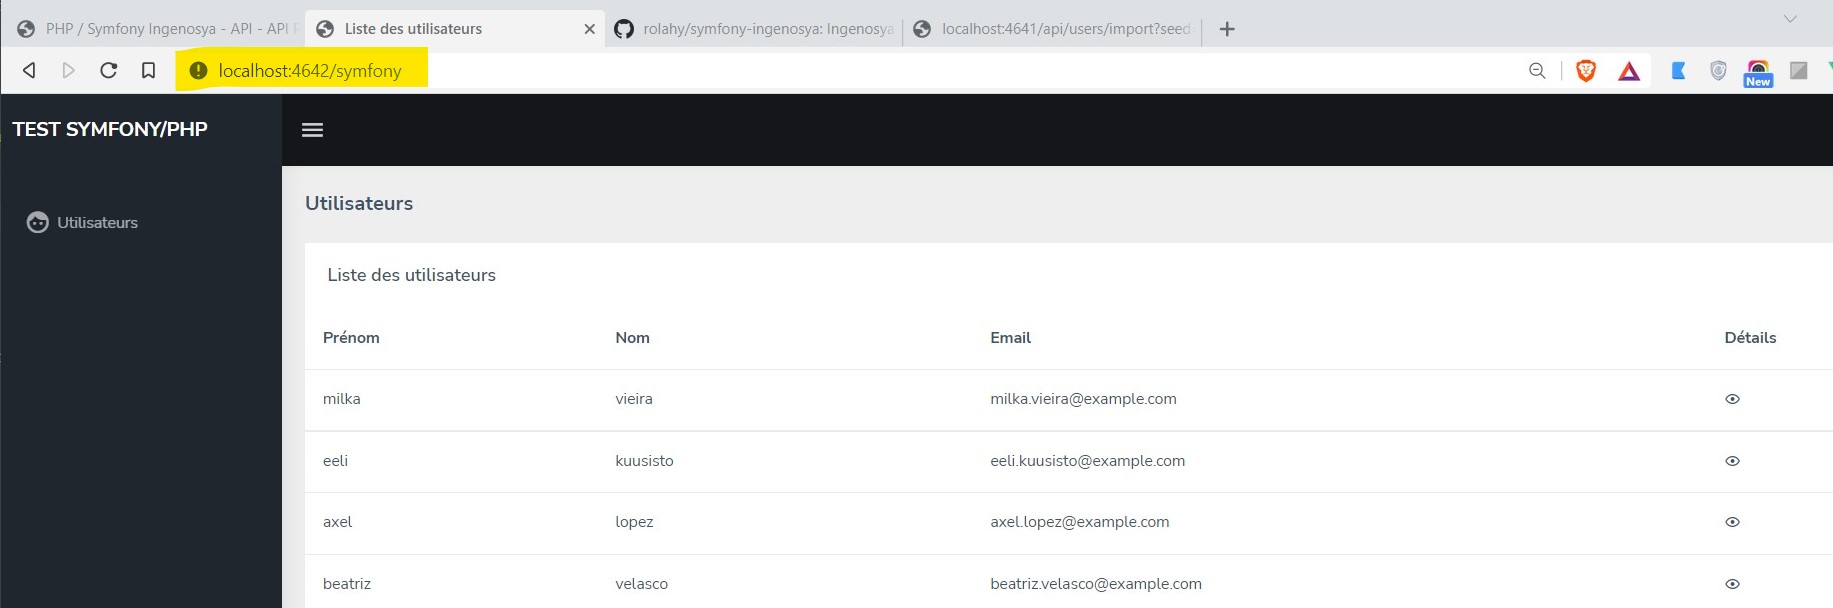 PHP / Symfony Ingenosya - API - API
Liste des utilisateurs
rolahy/symfony-ingenosya: Ingenosya
localhost:4641/api/users/import?seed
localhost:4642/symfony
New
TEST SYMFONY/PHP
Utilisateurs
Utilisateurs
Liste des utilisateurs
Prénom Nom Email Détails
milka vieira milka.vieira@example.com
eeli kuusisto eeli.kuusisto@example.com
axel lopez axel.lopez@example.com
beatriz velasco beatriz.velasco@example.com